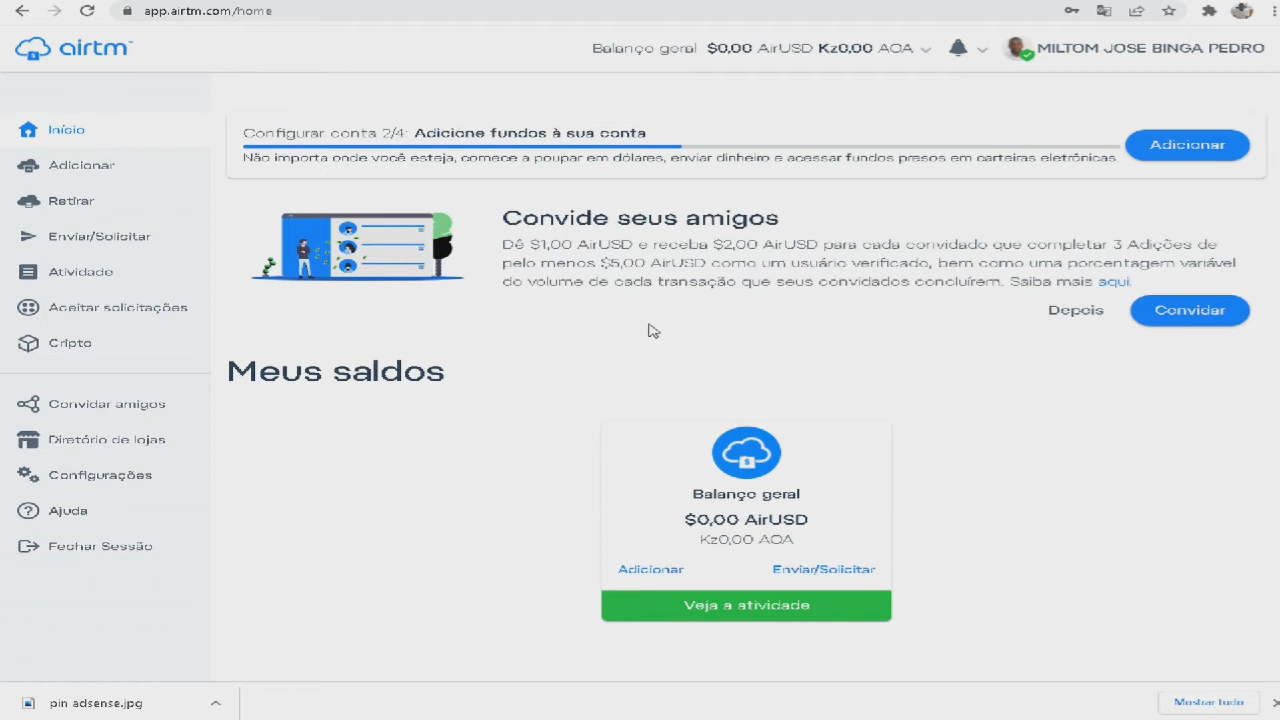 app.airtm.com/home
airtm
Balanço geral $0,00 AirUSD Kz0,00 AOA
MILTOM JOSE BINGA PEDRO
Início
Adicionar
Retirar
Enviar/Solicitar
Atividade
Aceitar solicitações
Cripto
Convidar amigos
Diretório de lojas
Configurações
Ajuda
Fechar Sessão
Configurar conta 2/4: Adicione fundos à sua conta
Não importa onde você esteja, comece a poupar em dólares, enviar dinheiro e acessar fundos presos em carteiras eletrônicas.
Adicionar
Convide seus amigos
Dê $1,00 AirUSD e receba $2,00 AirUSD para cada convidado que completar 3 Adições de
pelo menos $5,00 AirUSD como um usuário verificado, bem como uma porcentagem variável
do volume de cada transação que seus convidados concluírem. Saiba mais aqui.
Depois
Convidar
Meus saldos
Balanço geral
$0,00 AirUSD
Kz0,00 AOA
Adicionar
Enviar/Solicitar
Veja a atividade
pin adsense.jpg
Mostrar tudo